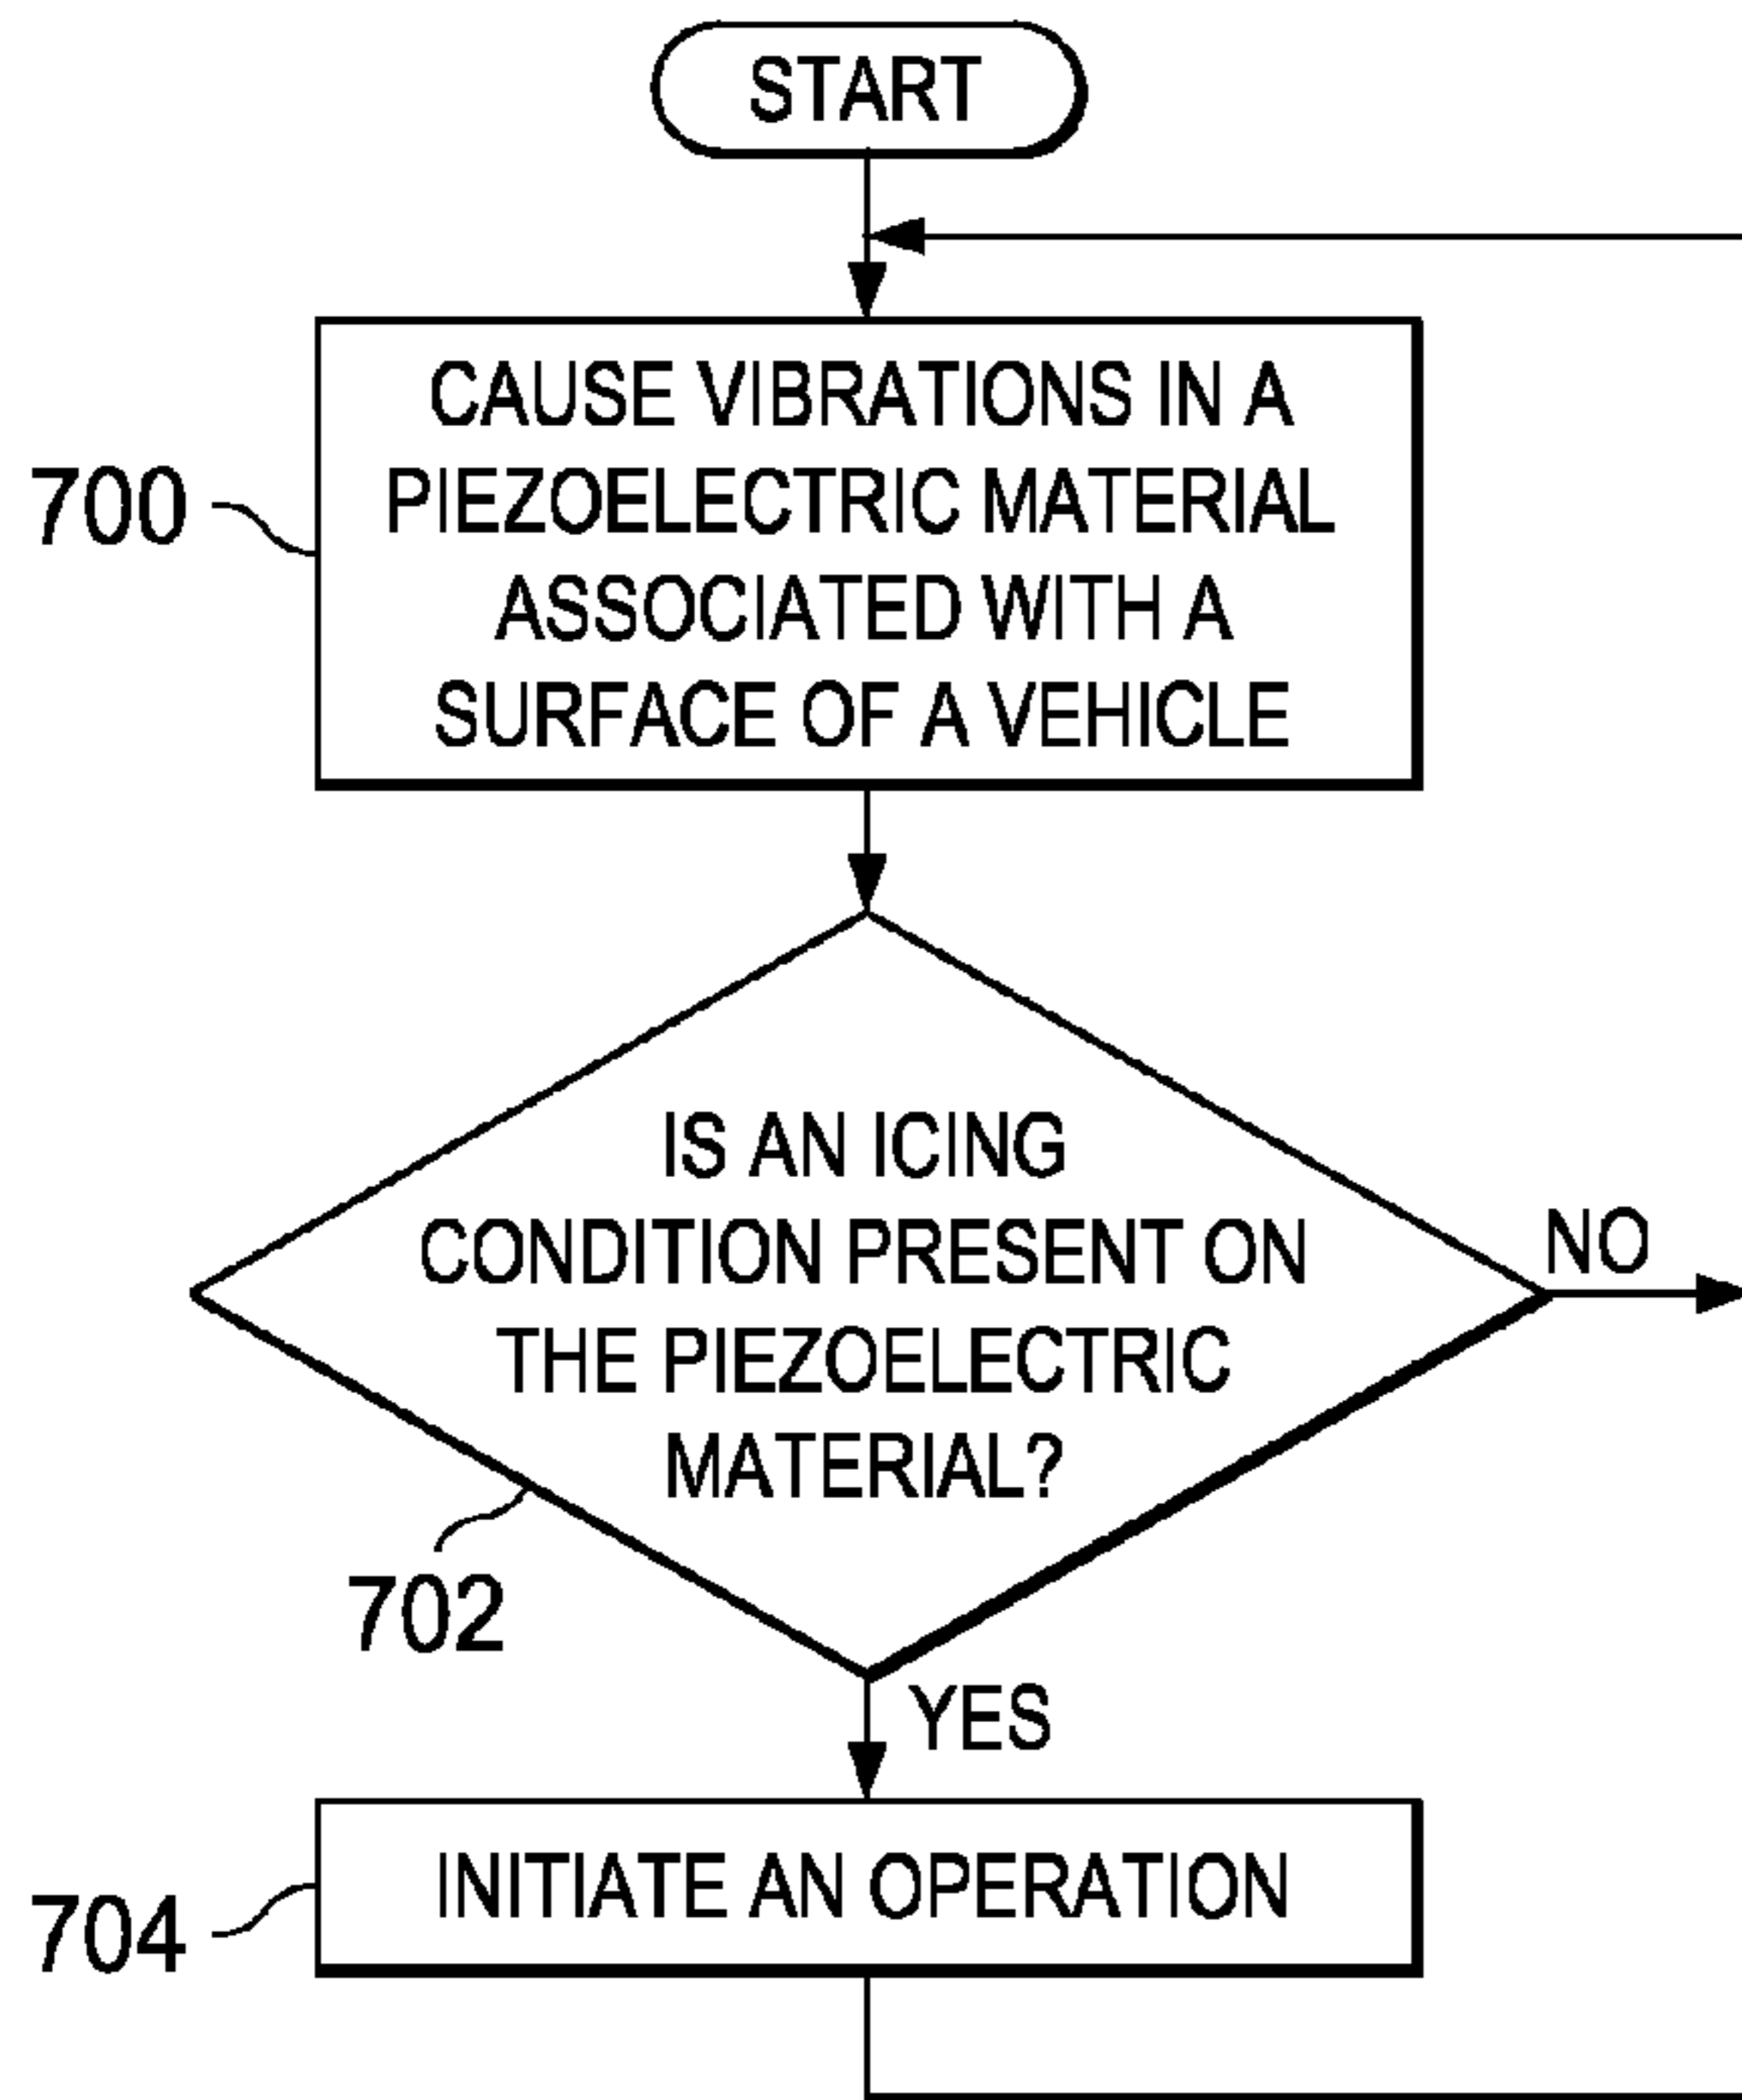 START
CAUSE VIBRATIONS IN A
PIEZOELECTRIC MATERIAL
ASSOCIATED WITH A
SURFACE OF A VEHICLE
700
IS AN ICING
CONDITION PRESENT ON
THE PIEZOELECTRIC
MATERIAL?
NO
702
YES
INITIATE AN OPERATION
704